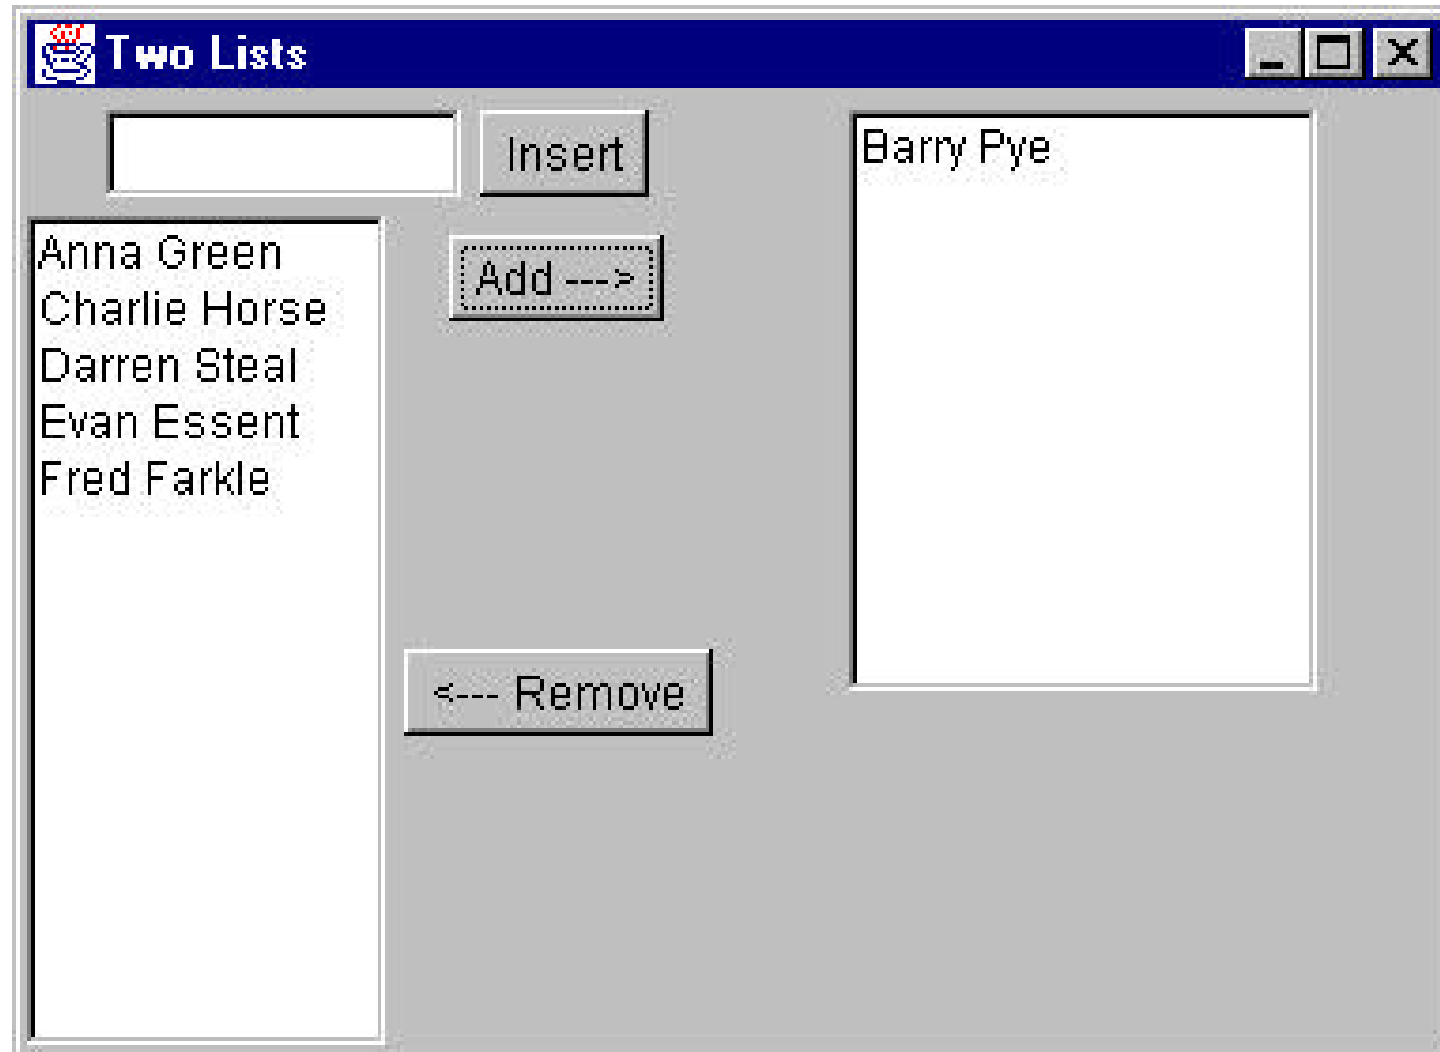 Two Lists
Insert
Anna Green
Charlie Horse
Darren Steal
Evan Essent
Fred Farkle
Add --->
<--- Remove
Barry Pye